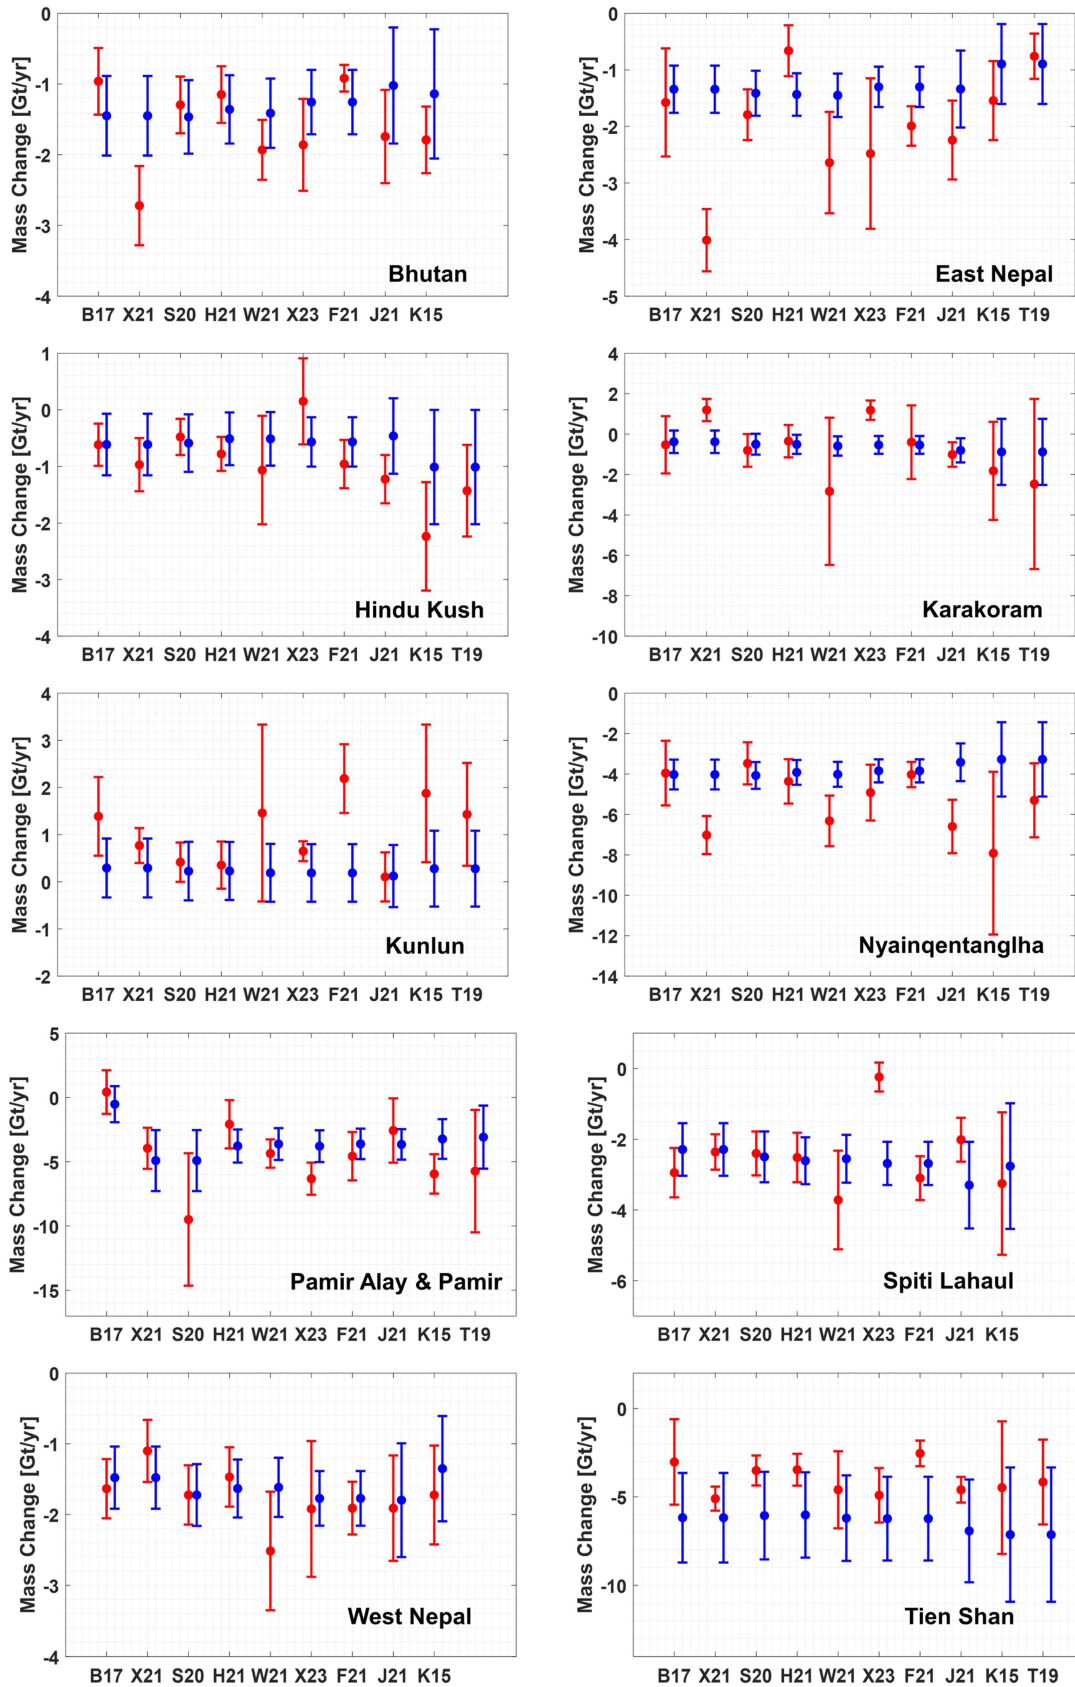 Mass Change [Gt/yr]
0
-1
-2
-3
-4
Bhutan
B17 X21 S20 H21 W21 X23 F21 J21 K15
Mass Change [Gt/yr]
0
-1
-2
-3
-4
-5
East Nepal
B17 X21 S20 H21 W21 X23 F21 J21 K15 T19
Mass Change [Gt/yr]
1
0
-1
-2
-3
-4
Hindu Kush
B17 X21 S20 H21 W21 X23 F21 J21 K15 T19
Mass Change [Gt/yr]
4
2
0
-2
-4
-6
-8
-10
Karakoram
B17 X21 S20 H21 W21 X23 F21 J21 K15 T19
Mass Change [Gt/yr]
4
3
2
1
0
-1
-2
Kunlun
B17 X21 S20 H21 W21 X23 F21 J21 K15 T19
Mass Change [Gt/yr]
0
-2
-4
-6
-8
-10
-12
-14
Nyainqentanglha
B17 X21 S20 H21 W21 X23 F21 J21 K15 T19
Mass Change [Gt/yr]
5
0
-5
-10
-15
Pamir Alay & Pamir
B17 X21 S20 H21 W21 X23 F21 J21 K15 T19
Mass Change [Gt/yr]
0
-2
-4
-6
Spiti Lahaul
B17 X21 S20 H21 W21 X23 F21 J21 K15
Mass Change [Gt/yr]
0
-1
-2
-3
-4
West Nepal
B17 X21 S20 H21 W21 X23 F21 J21 K15
Mass Change [Gt/yr]
0
-5
-10
Tien Shan
B17 X21 S20 H21 W21 X23 F21 J21 K15 T19